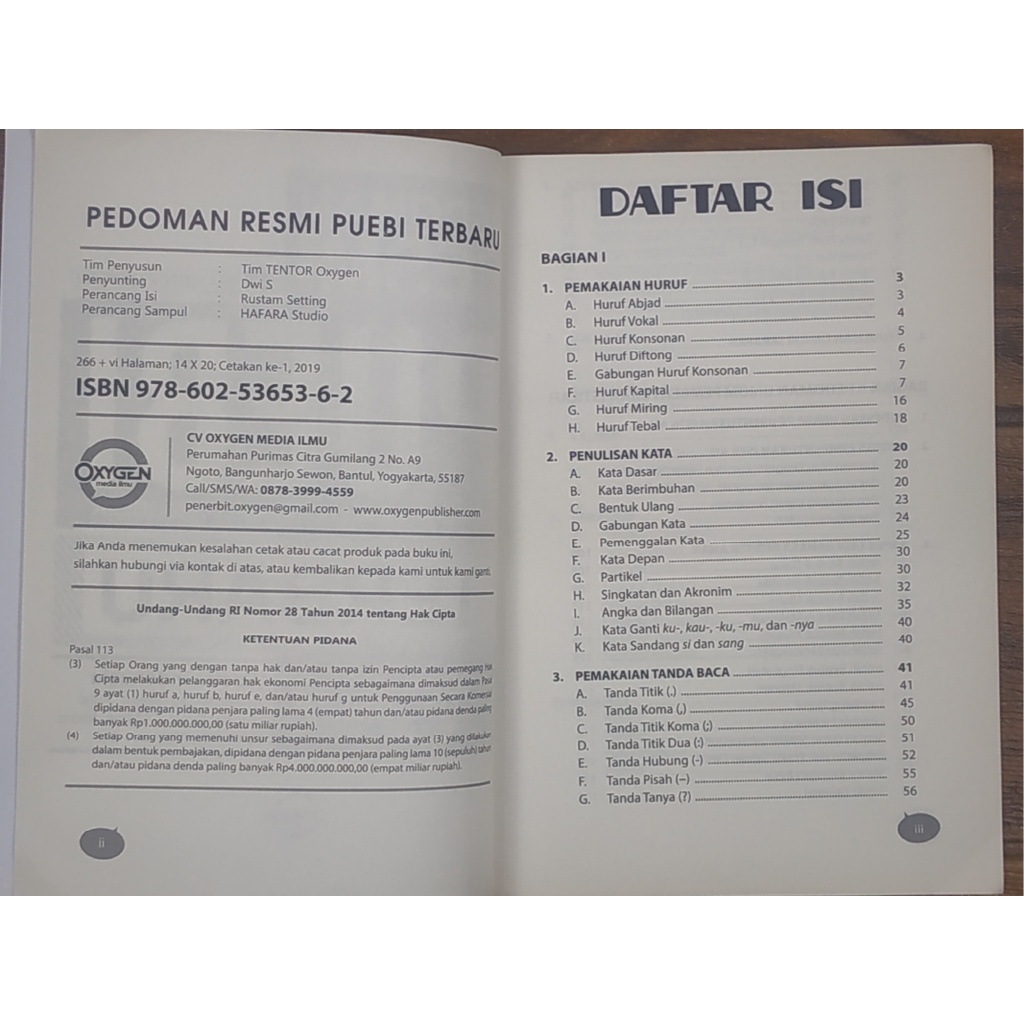 PEDOMAN RESMI PUEBI TERBARU
Tim Penyusun : Tim TENTOR Oxygen
Penyunting : Dwi S
Perancang Isi : Rustam Setting
Perancang Sampul : HAFARA Studio
266 + vi Halaman; 14 X 20; Cetakan ke-1, 2019
ISBN 978-602-53653-6-2
OXYGEN
media ilmu
CV OXYGEN MEDIA ILMU
Perumahan Purimas Citra Gumilang 2 No. A9
Ngoto, Bangunharjo Sewon, Bantul, Yogyakarta, 55187
Call/SMS/WA: 0878-3999-4559
penerbit.oxygen@gmail.com - www.oxygenpublisher.com
Jika Anda menemukan kesalahan cetak atau cacat produk pada buku ini,
silahkan hubungi via kontak di atas, atau kembalikan kepada kami untuk kami ganti.
Undang-Undang RI Nomor 28 Tahun 2014 tentang Hak Cipta
KETENTUAN PIDANA
Pasal 113
(3) Setiap Orang yang dengan tanpa hak dan/atau tanpa izin Pencipta atau pemegang Hak
Cipta melakukan pelanggaran hak ekonomi Pencipta sebagaimana dimaksud dalam Pasal
9 ayat (1) huruf a, huruf b, huruf e, dan/atau huruf g untuk Penggunaan Secara Komersial
dipidana dengan pidana penjara paling lama 4 (empat) tahun dan/atau pidana denda paling
banyak Rp1.000.000.000,00 (satu miliar rupiah).
(4) Setiap Orang yang memenuhi unsur sebagaimana dimaksud pada ayat (3) yang dilakukan
dalam bentuk pembajakan, dipidana dengan pidana penjara paling lama 10 (sepuluh) tahun
dan/atau pidana denda paling banyak Rp4.000.000.000,00 (empat miliar rupiah).
ii
DAFTAR ISI
BAGIAN I
1. PEMAKAIAN HURUF 3
A. Huruf Abjad 3
B. Huruf Vokal 4
C. Huruf Konsonan 5
D. Huruf Diftong 6
E. Gabungan Huruf Konsonan 7
F. Huruf Kapital 7
G. Huruf Miring 16
H. Huruf Tebal 18
2. PENULISAN KATA 20
A. Kata Dasar 20
B. Kata Berimbuhan 20
C. Bentuk Ulang 23
D. Gabungan Kata 24
E. Pemenggalan Kata 25
F. Kata Depan 30
G. Partikel 30
H. Singkatan dan Akronim 32
I. Angka dan Bilangan 35
J. Kata Ganti ku-, kau-, -ku, -mu, dan -nya 40
K. Kata Sandang si dan sang 40
3. PEMAKAIAN TANDA BACA 41
A. Tanda Titik (.) 41
B. Tanda Koma (,) 45
C. Tanda Titik Koma (;) 50
D. Tanda Titik Dua (:) 51
E. Tanda Hubung (-) 52
F. Tanda Pisah (–) 55
G. Tanda Tanya (?) 56
iii